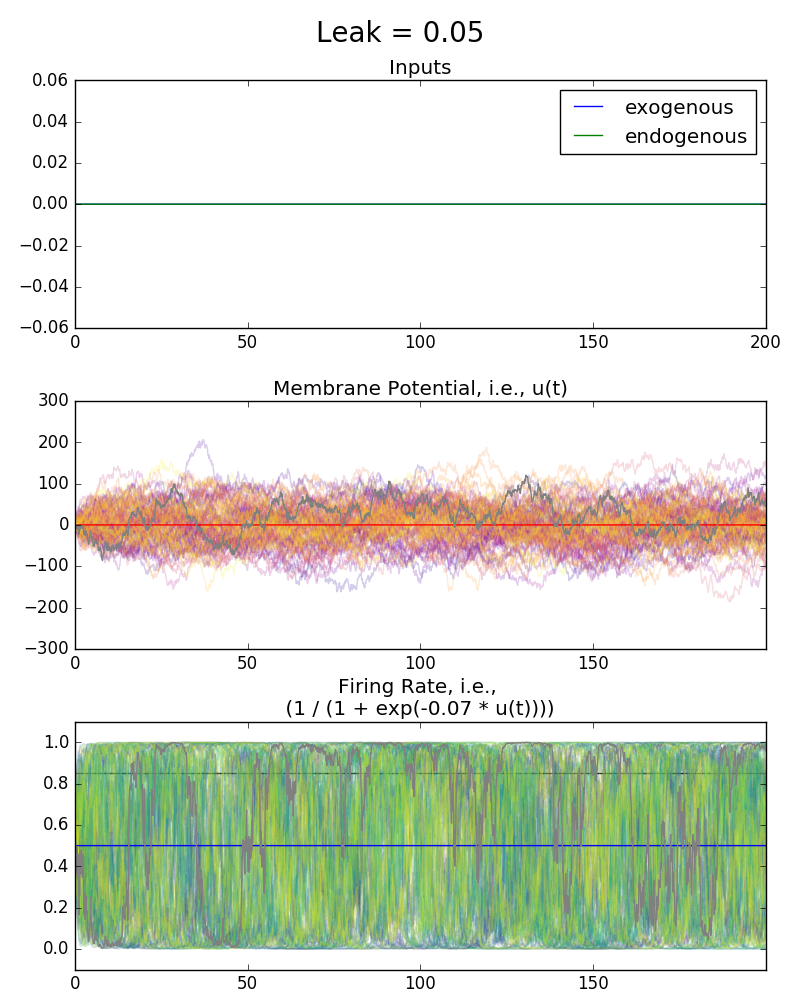 Leak = 0.05
Inputs
0.06
0.04
0.02
0.00
−0.02
−0.04
−0.06
exogenous
endogenous
0 50 100 150 200
Membrane Potential, i.e., u(t)
300
200
100
0
−100
−200
−300
0 50 100 150
Firing Rate, i.e.,
(1 / (1 + exp(-0.07 * u(t))))
1.0
0.8
0.6
0.4
0.2
0.0
0 50 100 150